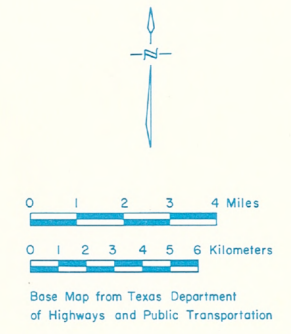 N
0 1 2 3 4 Miles
0 1 2 3 4 5 6 Kilometers
Base Map from Texas Department
of Highways and Public Transportation